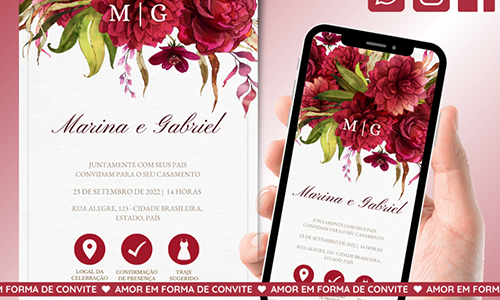 M|G
Marina e Gabriel
JUNTAMENTE COM SEUS PAIS
CONVIDAM PARA O SEU CASAMENTO
23 DE SETEMBRO DE 2022 | 14 HORAS
RUA ALEGRE, 123 - CIDADE BRASILEIRA,
ESTADO, PAÍS
LOCAL DA
CELEBRAÇÃO
CONFIRMAÇÃO
DE PRESENÇA
TRAJE
SUGERIDO
M|G
Marina e Gabriel
JUNTAMENTE COM SEUS PAIS
CONVIDAM PARA O SEU CASAMENTO
23 DE SETEMBRO DE 2022 | 14 HORAS
RUA ALEGRE, 123 - CIDADE BRASILEIRA,
ESTADO, PAÍS
EM FORMA DE CONVITE ♥ AMOR EM FORMA DE CONVITE ♥ AMOR EM FORMA DE CONVITE ♥